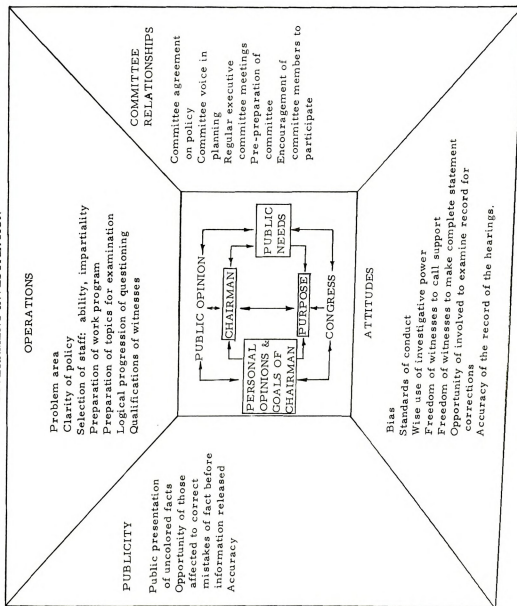 OPERATIONS
Problem area
Clarity of policy
Selection of staff: ability, impartiality
Preparation of work program
Preparation of topics for examination
Logical progression of questioning
Qualifications of witnesses
PUBLICITY
Public presentation
of uncolored facts
Opportunity of those
affected to correct
mistakes of fact before
information released
Accuracy
PUBLIC OPINION
CHAIRMAN
PERSONAL
OPINIONS &
GOALS OF
CHAIRMAN
PUBLIC
NEEDS
PURPOSE
CONGRESS
COMMITTEE
RELATIONSHIPS
Committee agreement
on policy
Committee voice in
planning
Regular executive
committee meetings
Pre-preparation of
committee
Encouragement of
committee members to
participate
ATTITUDES
Bias
Standards of conduct
Wise use of investigative power
Freedom of witnesses to call support
Freedom of witnesses to make complete statement
Opportunity of involved to examine record for
corrections
Accuracy of the record of the hearings.